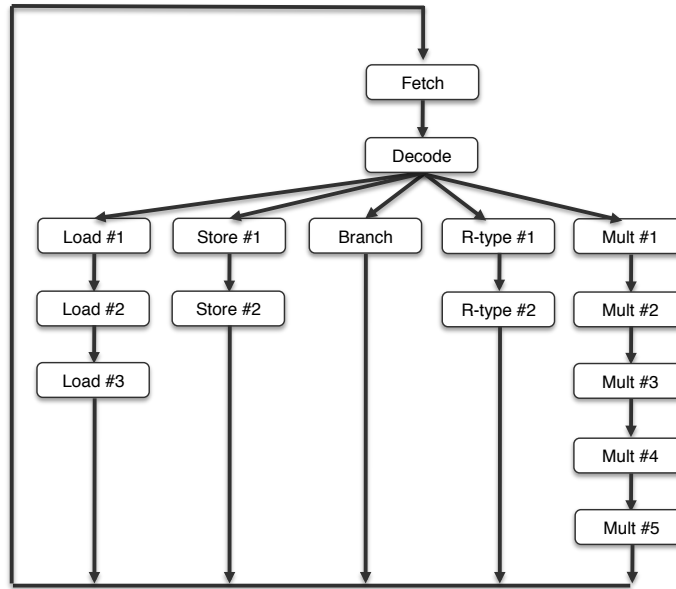 Fetch
Decode
Load #1
Store #1
Branch
R-type #1
Mult #1
Load #2
Store #2
R-type #2
Mult #2
Load #3
Mult #3
Mult #4
Mult #5